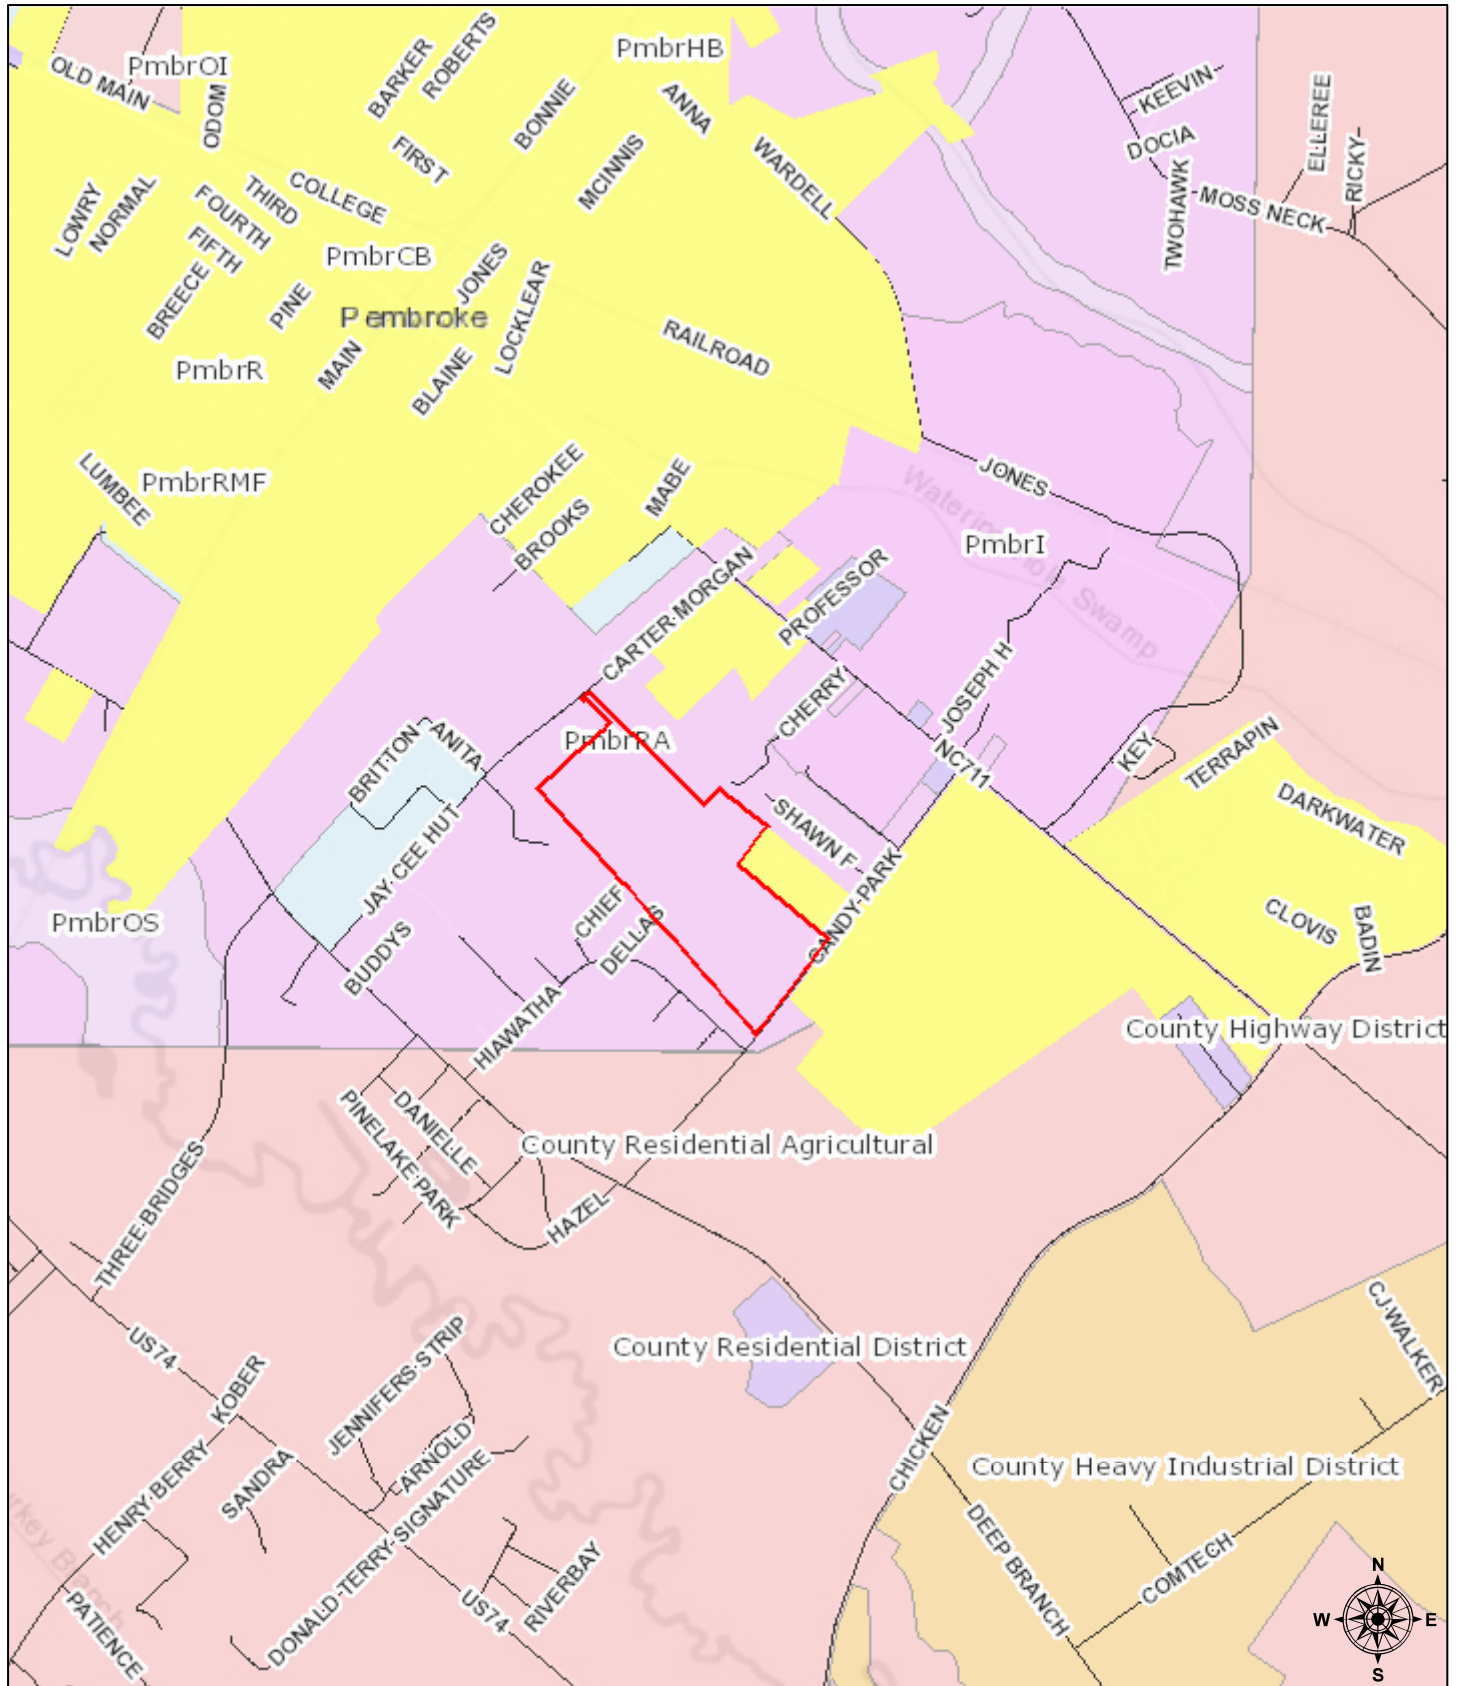 ROBERTS
PmbrHB
BARKER
PmbrOI
OLD MAIN
ODOM
BONNIE
ANNA
KEEVIN
ELLEREE
DOCIA
RICKY
FIRST
MCINNIS
WARDELL
THIRD
COLLEGE
LOWRY
NORMAL
FOURTH
TWOHAWK
MOSS NECK
FIFTH
PmbrCB
JONES
BREECE
PINE
LOCKLEAR
Pembroke
RAILROAD
MAIN
PmbrR
BLAINE
LUMBEE
PmbrRMF
CHEROKEE
MABE
JONES
Watering Hole Swamp
BROOKS
PmbrI
CARTER MORGAN
PROFESSOR
JOSEPH H
CHERRY
PmbrRA
BRITTON
ANITA
NC711
KEY
TERRAPIN
DARKWATER
SHAWN F
JAY CEE HUT
CANDY PARK
CHIEF
PmbrOS
DELLAS
CLOVIS
BADIN
BUDDYS
HIAWATHA
County Highway District
PINELAKE PARK
DANIELLE
County Residential Agricultural
THREE BRIDGES
HAZEL
US74
KOBER
JENNIFERS STRIP
County Residential District
CJ WALKER
HENRY BERRY
SANDRA
ARNOLD
CHICKEN
County Heavy Industrial District
DONALD TERRY SIGNATURE
US74
RIVERBAY
DEEP BRANCH
COMTECH
PATIENCE
N
W
E
S